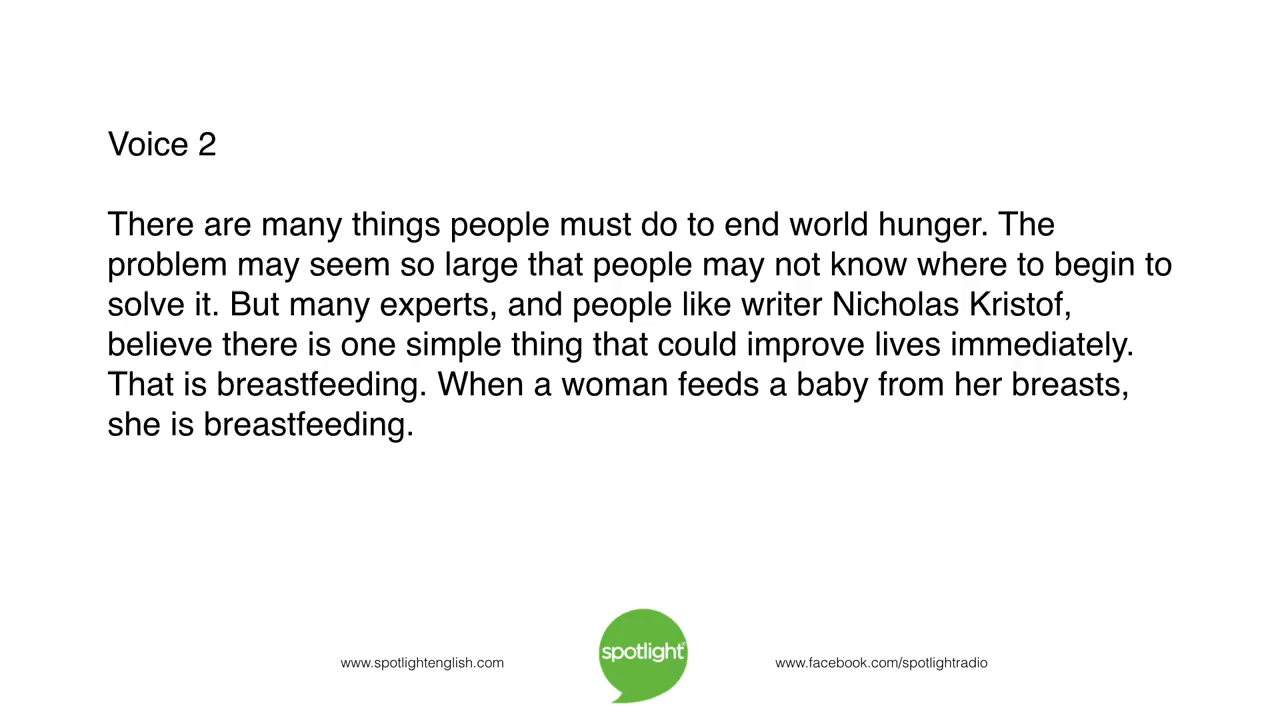 Voice 2
There are many things people must do to end world hunger. The
problem may seem so large that people may not know where to begin to
solve it. But many experts, and people like writer Nicholas Kristof,
believe there is one simple thing that could improve lives immediately.
That is breastfeeding. When a woman feeds a baby from her breasts,
she is breastfeeding.
www.spotlightenglish.com
spotlight
www.facebook.com/spotlightradio